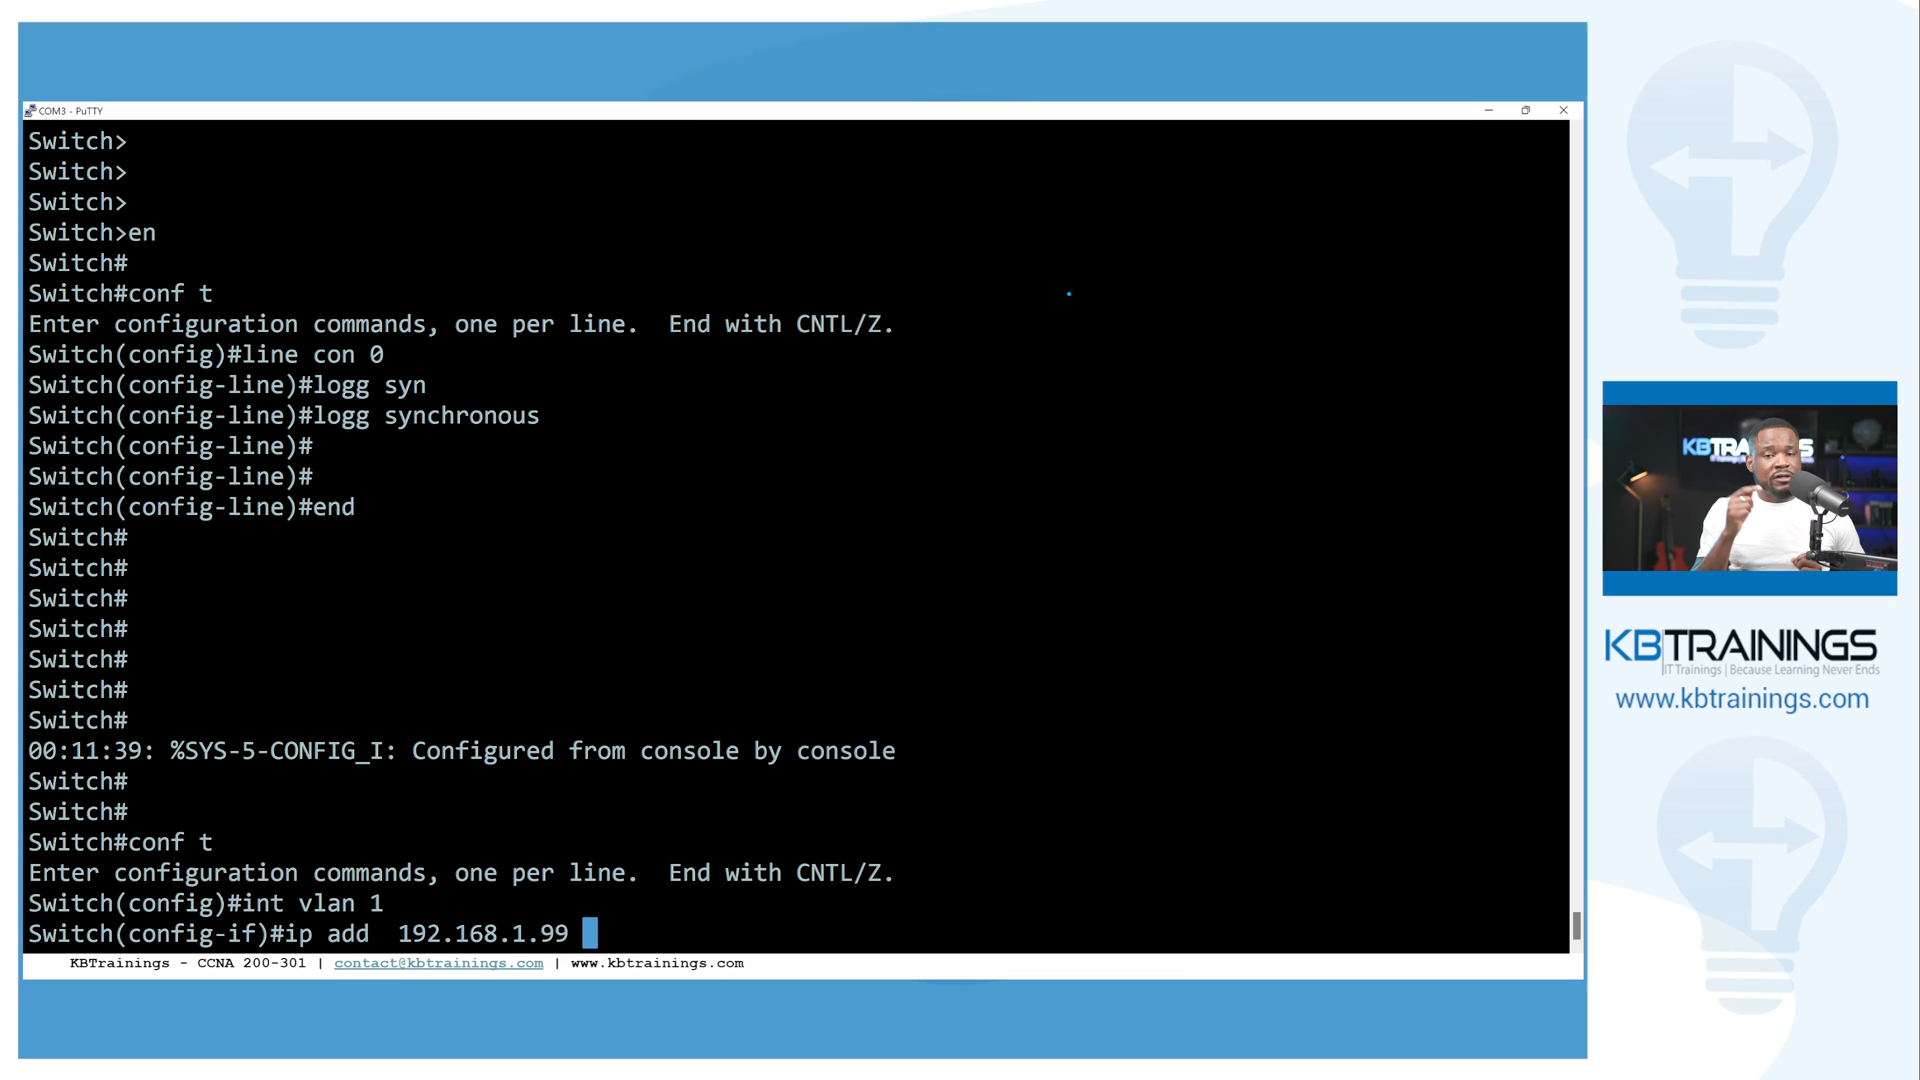 COM3 - PuTTY
Switch>
Switch>
Switch>
Switch>en
Switch#
Switch#conf t
Enter configuration commands, one per line.  End with CNTL/Z.
Switch(config)#line con 0
Switch(config-line)#logg syn
Switch(config-line)#logg synchronous
Switch(config-line)#
Switch(config-line)#
Switch(config-line)#end
Switch#
Switch#
Switch#
Switch#
Switch#
Switch#
Switch#
00:11:39: %SYS-5-CONFIG_I: Configured from console by console
Switch#
Switch#
Switch#conf t
Enter configuration commands, one per line.  End with CNTL/Z.
Switch(config)#int vlan 1
Switch(config-if)#ip add  192.168.1.99
KBTrainings - CCNA 200-301 | contact@kbtrainings.com | www.kbtrainings.com
KBTRAININGS
IT Trainings | Because Learning Never Ends
www.kbtrainings.com